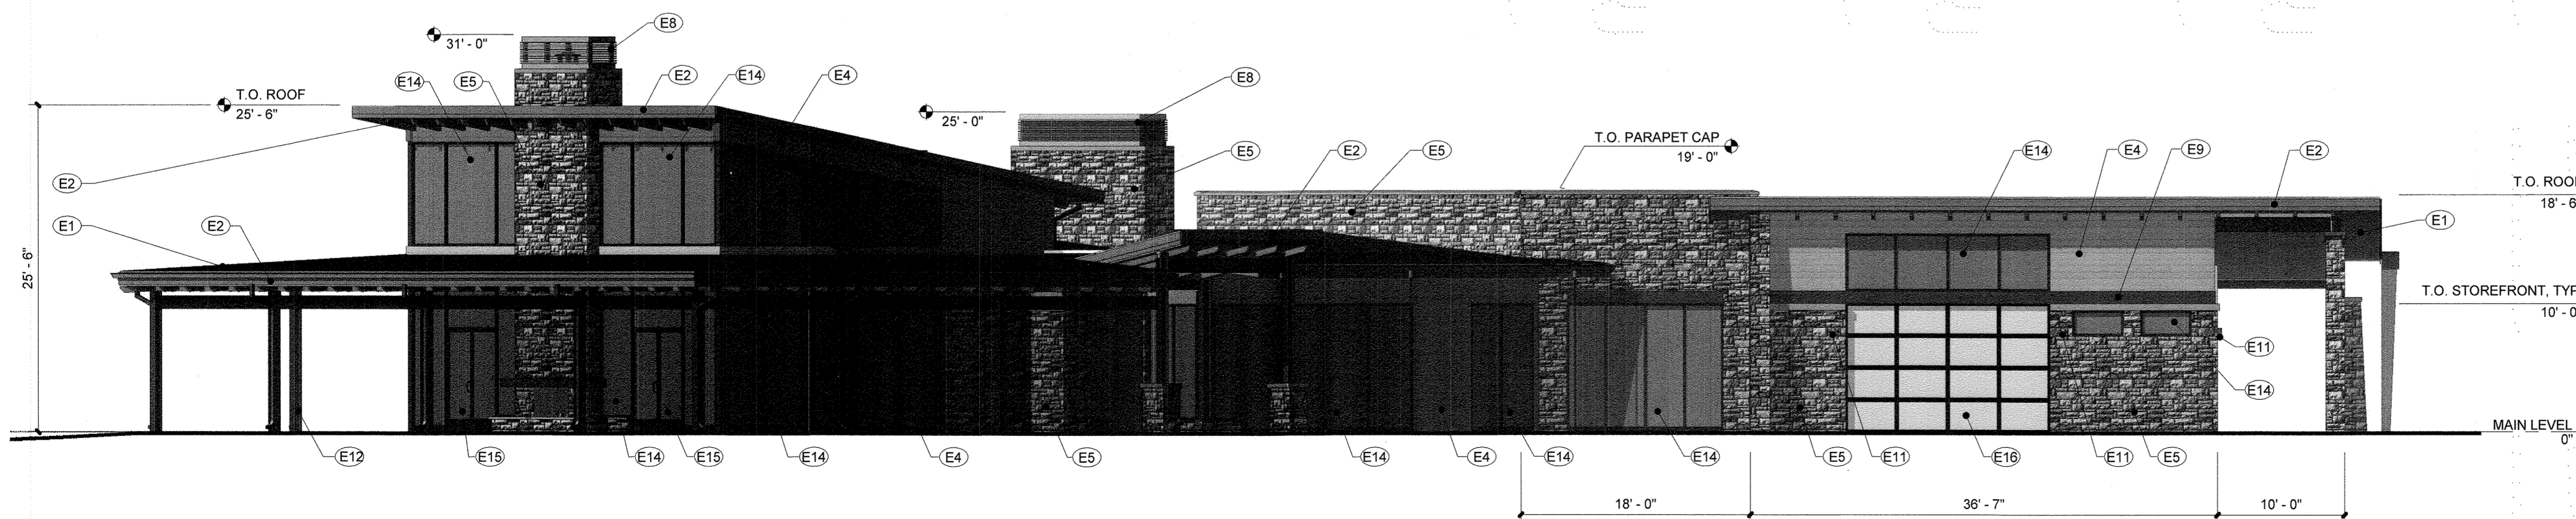 E8
31' - 0"
E14
E5
E2
E14
E4
E8
T.O. ROOF
25' - 6"
25' - 0"
T.O. PARAPET CAP
19' - 0"
E5
E2
E5
E14
E4
E9
E2
E2
T.O. ROOF
18' - 6
E1
E2
E1
25' - 6"
T.O. STOREFRONT, TYP
10' - 0
E11
E14
MAIN LEVEL
0"
E12
E15
E14
E15
E14
E4
E5
E14
E4
E14
E14
E5
E11
E16
E11
E5
18' - 0"
36' - 7"
10' - 0"